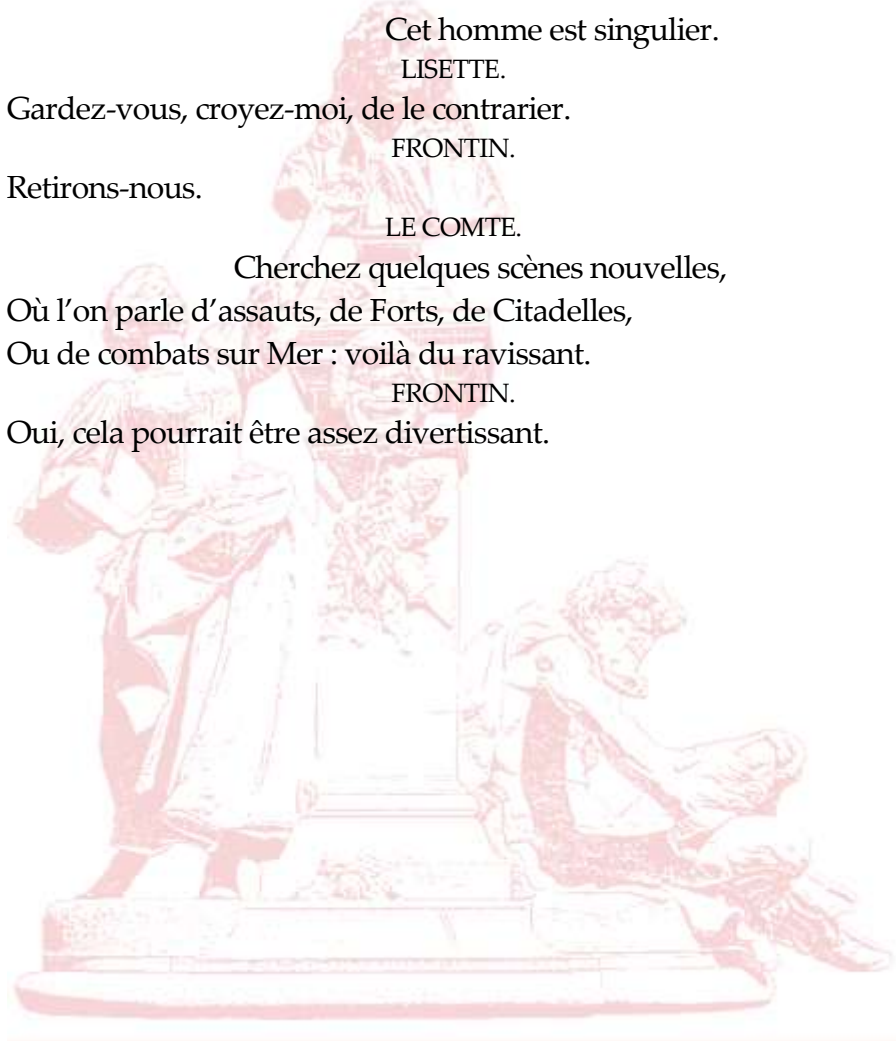 Cet homme est singulier.
LISETTE.
Gardez-vous, croyez-moi, de le contrarier.
FRONTIN.
Retirons-nous.
LE COMTE.
Cherchez quelques scènes nouvelles,
Où l’on parle d’assauts, de Forts, de Citadelles,
Ou de combats sur Mer : voilà du ravissant.
FRONTIN.
Oui, cela pourrait être assez divertissant.